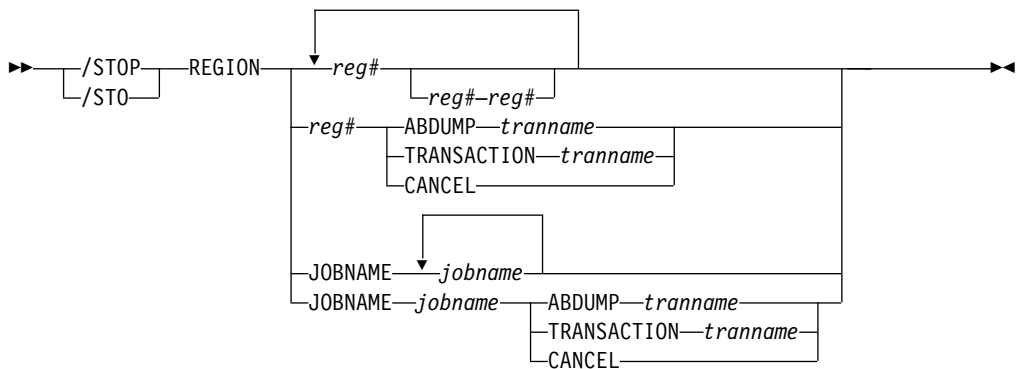 /STOP REGION reg#
/STO reg#–reg#
reg# ABDUMP tranname
TRANSACTION tranname
CANCEL
JOBNAME jobname
JOBNAME jobname ABDUMP tranname
TRANSACTION tranname
CANCEL